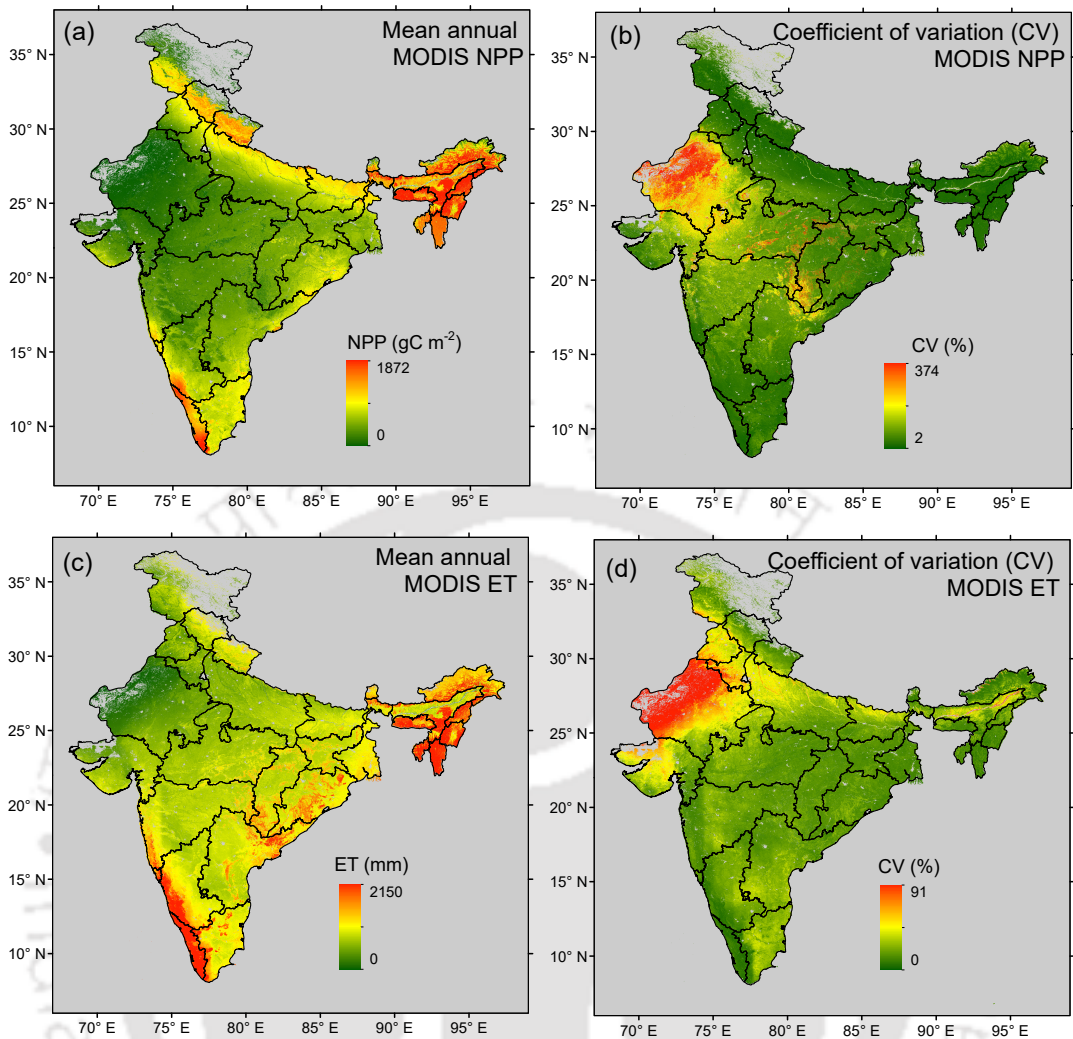 (a)
Mean annual
MODIS NPP
35° N
30° N
25° N
20° N
15° N
10° N
NPP (gC m⁻²)
1872
0
70° E 75° E 80° E 85° E 90° E 95° E
(b)
Coefficient of variation (CV)
MODIS NPP
35° N
30° N
25° N
20° N
15° N
10° N
CV (%)
374
2
70° E 75° E 80° E 85° E 90° E 95° E
(c)
Mean annual
MODIS ET
35° N
30° N
25° N
20° N
15° N
10° N
ET (mm)
2150
0
70° E 75° E 80° E 85° E 90° E 95° E
(d)
Coefficient of variation (CV)
MODIS ET
35° N
30° N
25° N
20° N
15° N
10° N
CV (%)
91
0
70° E 75° E 80° E 85° E 90° E 95° E